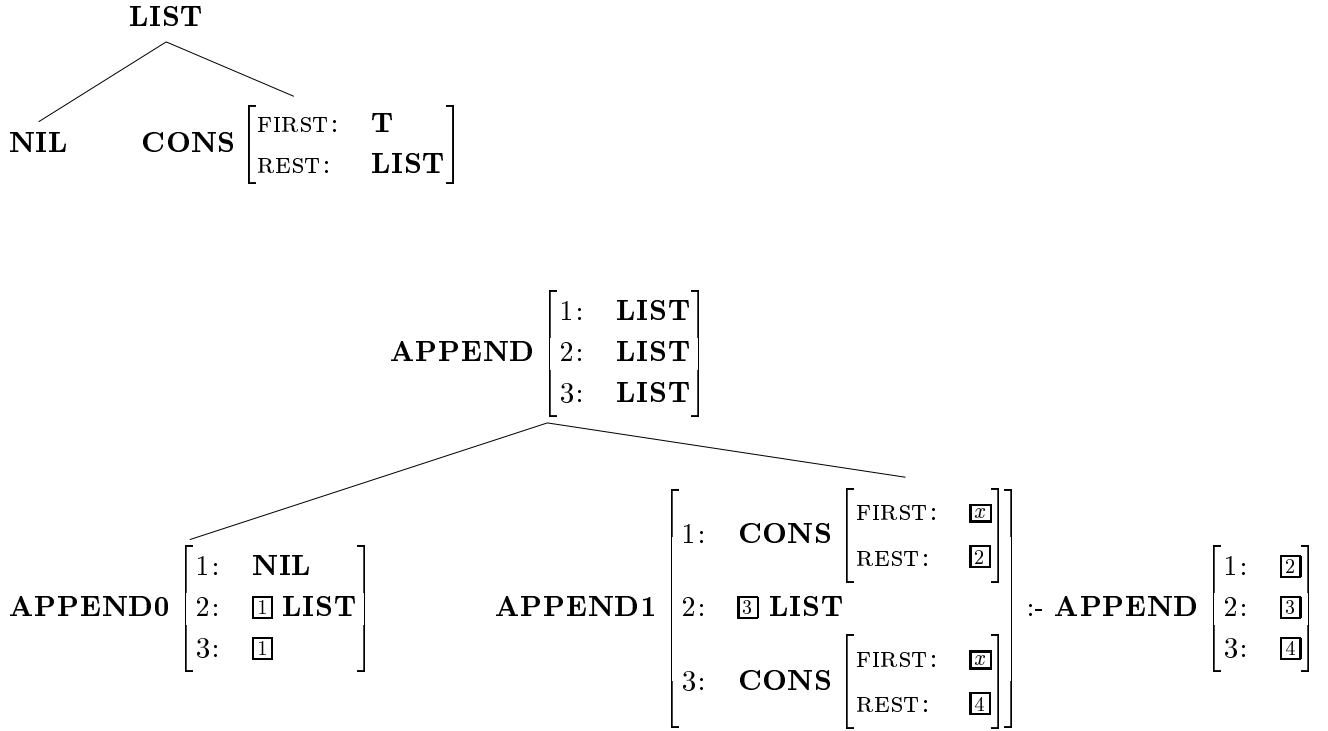 LIST
NIL CONS FIRST: T
REST: LIST
APPEND 1: LIST
2: LIST
3: LIST
APPEND0 1: NIL
2: 1 LIST
3: 1
APPEND1 1: CONS FIRST: x
REST: 2
2: 3 LIST
3: CONS FIRST: x
REST: 4
:- APPEND 1: 2
2: 3
3: 4